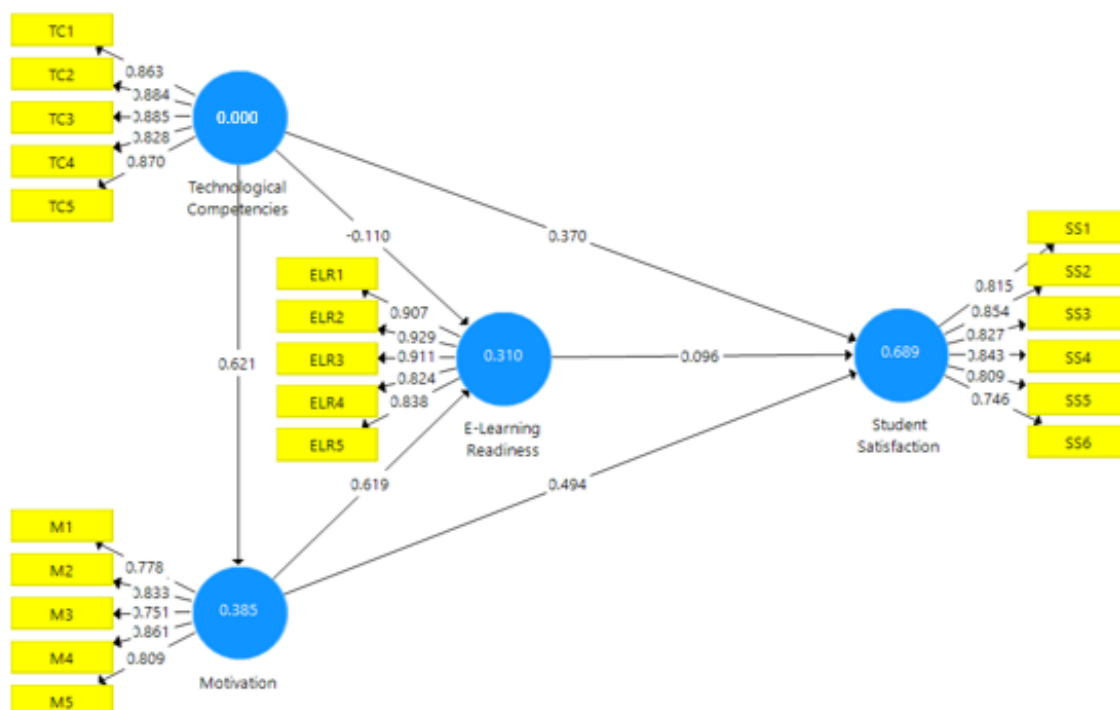 TC1
TC2
TC3
TC4
TC5
0.863
0.884
0.885
0.828
0.870
0.000
Technological
Competencies
-0.110
0.370
0.621
ELR1
ELR2
ELR3
ELR4
ELR5
0.907
0.929
0.911
0.824
0.838
0.310
E-Learning
Readiness
0.096
0.619
0.494
0.689
Student
Satisfaction
0.815
0.854
0.827
0.843
0.809
0.746
SS1
SS2
SS3
SS4
SS5
SS6
M1
M2
M3
M4
M5
0.778
0.833
0.751
0.861
0.809
0.385
Motivation